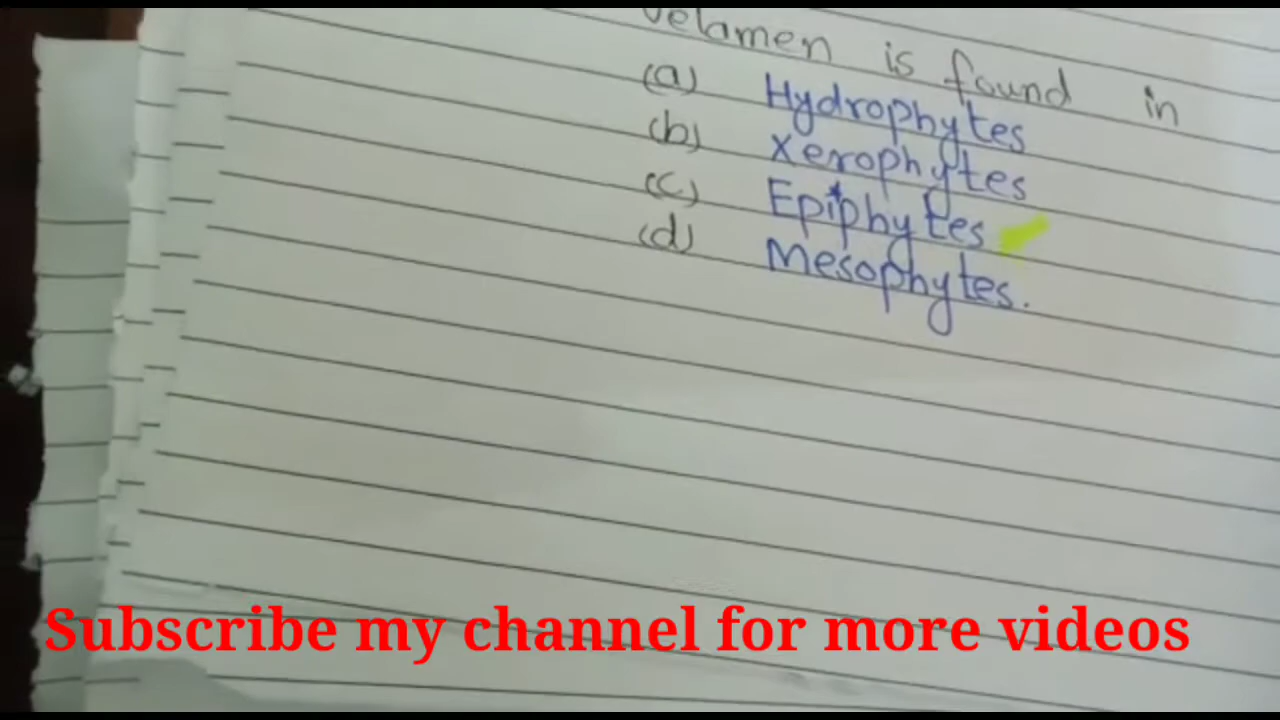 Velamen is found in
(a) Hydrophytes
(b) Xerophytes
(c) Epiphytes
(d) Mesophytes.
Subscribe my channel for more videos